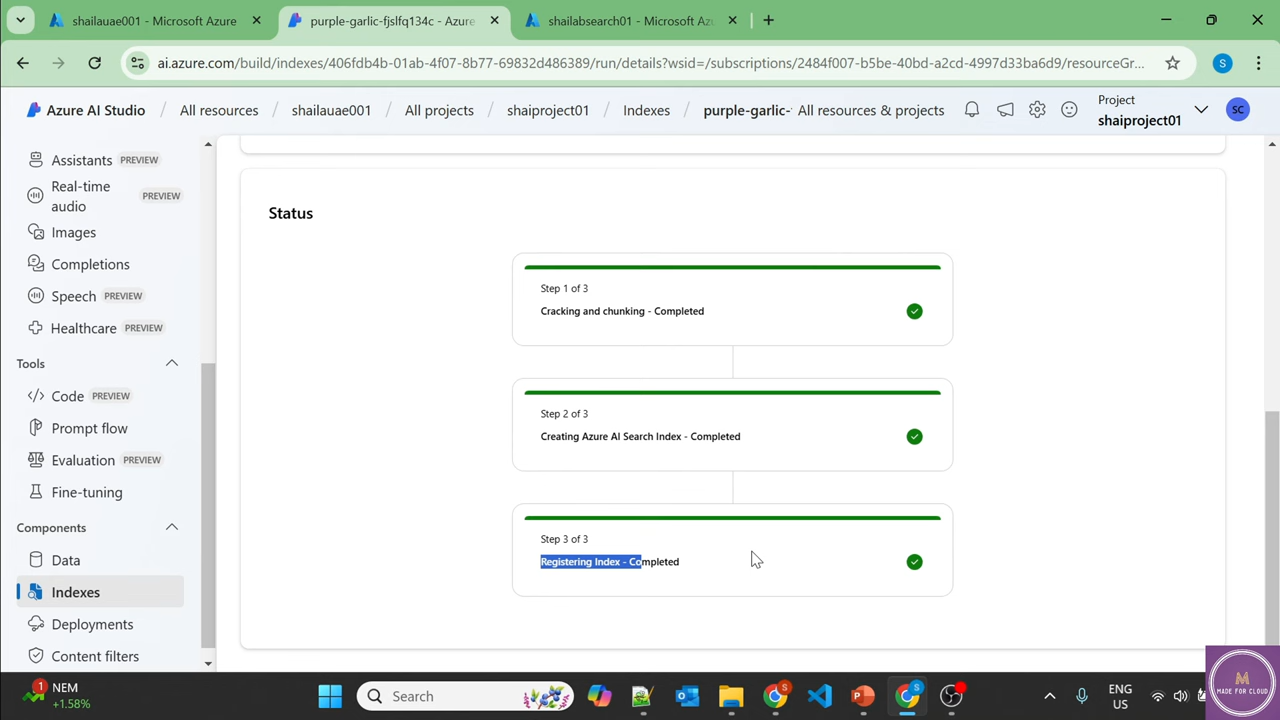 shailauae001 - Microsoft Azure
purple-garlic-fjslfq134c - Azure
shailabsearch01 - Microsoft Az
ai.azure.com/build/indexes/406fdb4b-01ab-4f07-8b77-69832d486389/run/details?wsid=/subscriptions/2484f007-b5be-40bd-a2cd-4997d33ba6d9/resourceGr...
S
Azure AI Studio / All resources / shailauae001 / All projects / shaiproject01 / Indexes / purple-garlic- All resources & projects
Project
shaiproject01
SC
Assistants PREVIEW
Real-time
audio
PREVIEW
Images
Completions
Speech PREVIEW
Healthcare PREVIEW
Tools
Code PREVIEW
Prompt flow
Evaluation PREVIEW
Fine-tuning
Components
Data
Indexes
Deployments
Content filters
Status
Step 1 of 3
Cracking and chunking - Completed
Step 2 of 3
Creating Azure AI Search Index - Completed
Step 3 of 3
Registering Index - Completed
1
NEM
+1.58%
Search
S
S
ENG
US
M
MADE FOR CLOUD